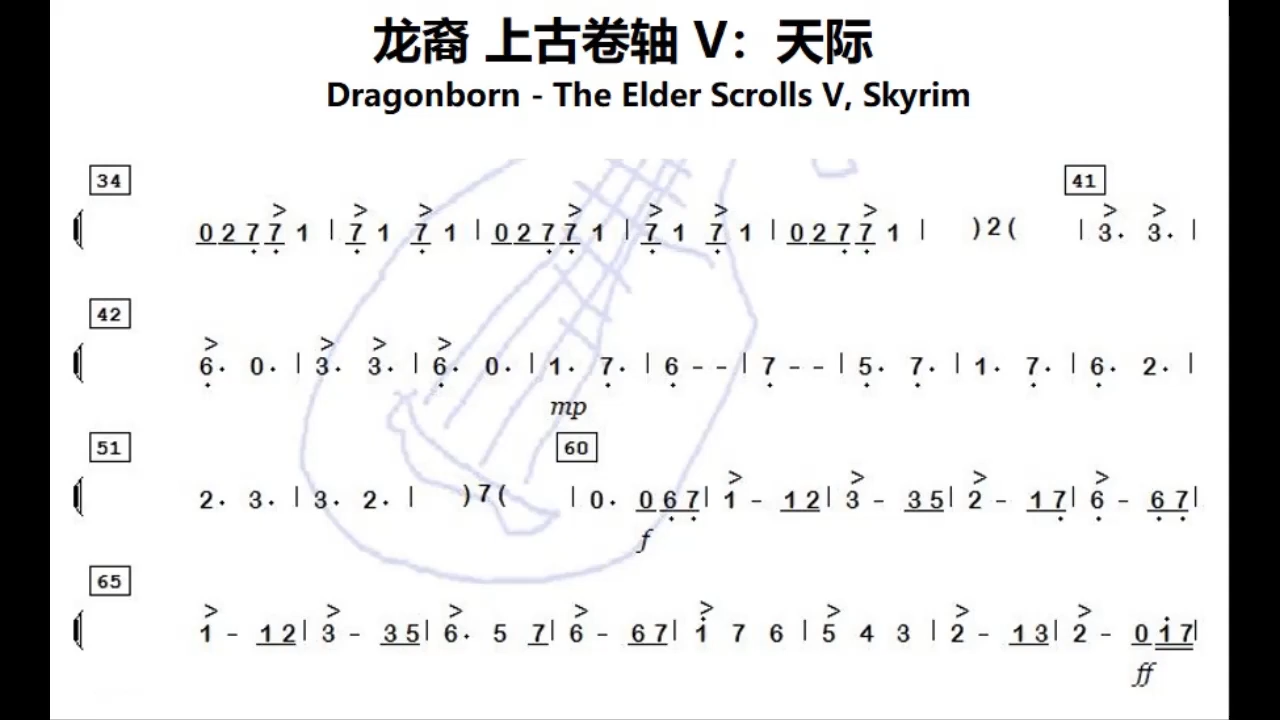 龙裔 上古卷轴 V：天际
Dragonborn - The Elder Scrolls V, Skyrim
34 41
> > > > > > > > >
0 2 7̣ 7̣ 1 | 7̣ 1 7̣ 1 | 0 2 7̣ 7̣ 1 | 7̣ 1 7̣ 1 | 0 2 7̣ 7̣ 1 | )2( | 3. 3. |
42
> > > >
6̣. 0. | 3. 3. | 6̣. 0. | 1. 7̣. | 6̣ - - | 7̣ - - | 5̣. 7̣. | 1. 7̣. | 6̣. 2. |
mp
51 60
> > > >
2. 3. | 3. 2. | )7( | 0. 0 6̣ 7̣ | 1 - 1 2 | 3 - 3 5 | 2 - 1 7̣ | 6̣ - 6̣ 7̣ |
f
65
> > > > > > > >
1 - 1 2 | 3 - 3 5 | 6. 5 7 | 6 - 6 7 | 1̇ 7 6 | 5 4 3 | 2 - 1 3 | 2 - 0 1̇ 7 |
ff